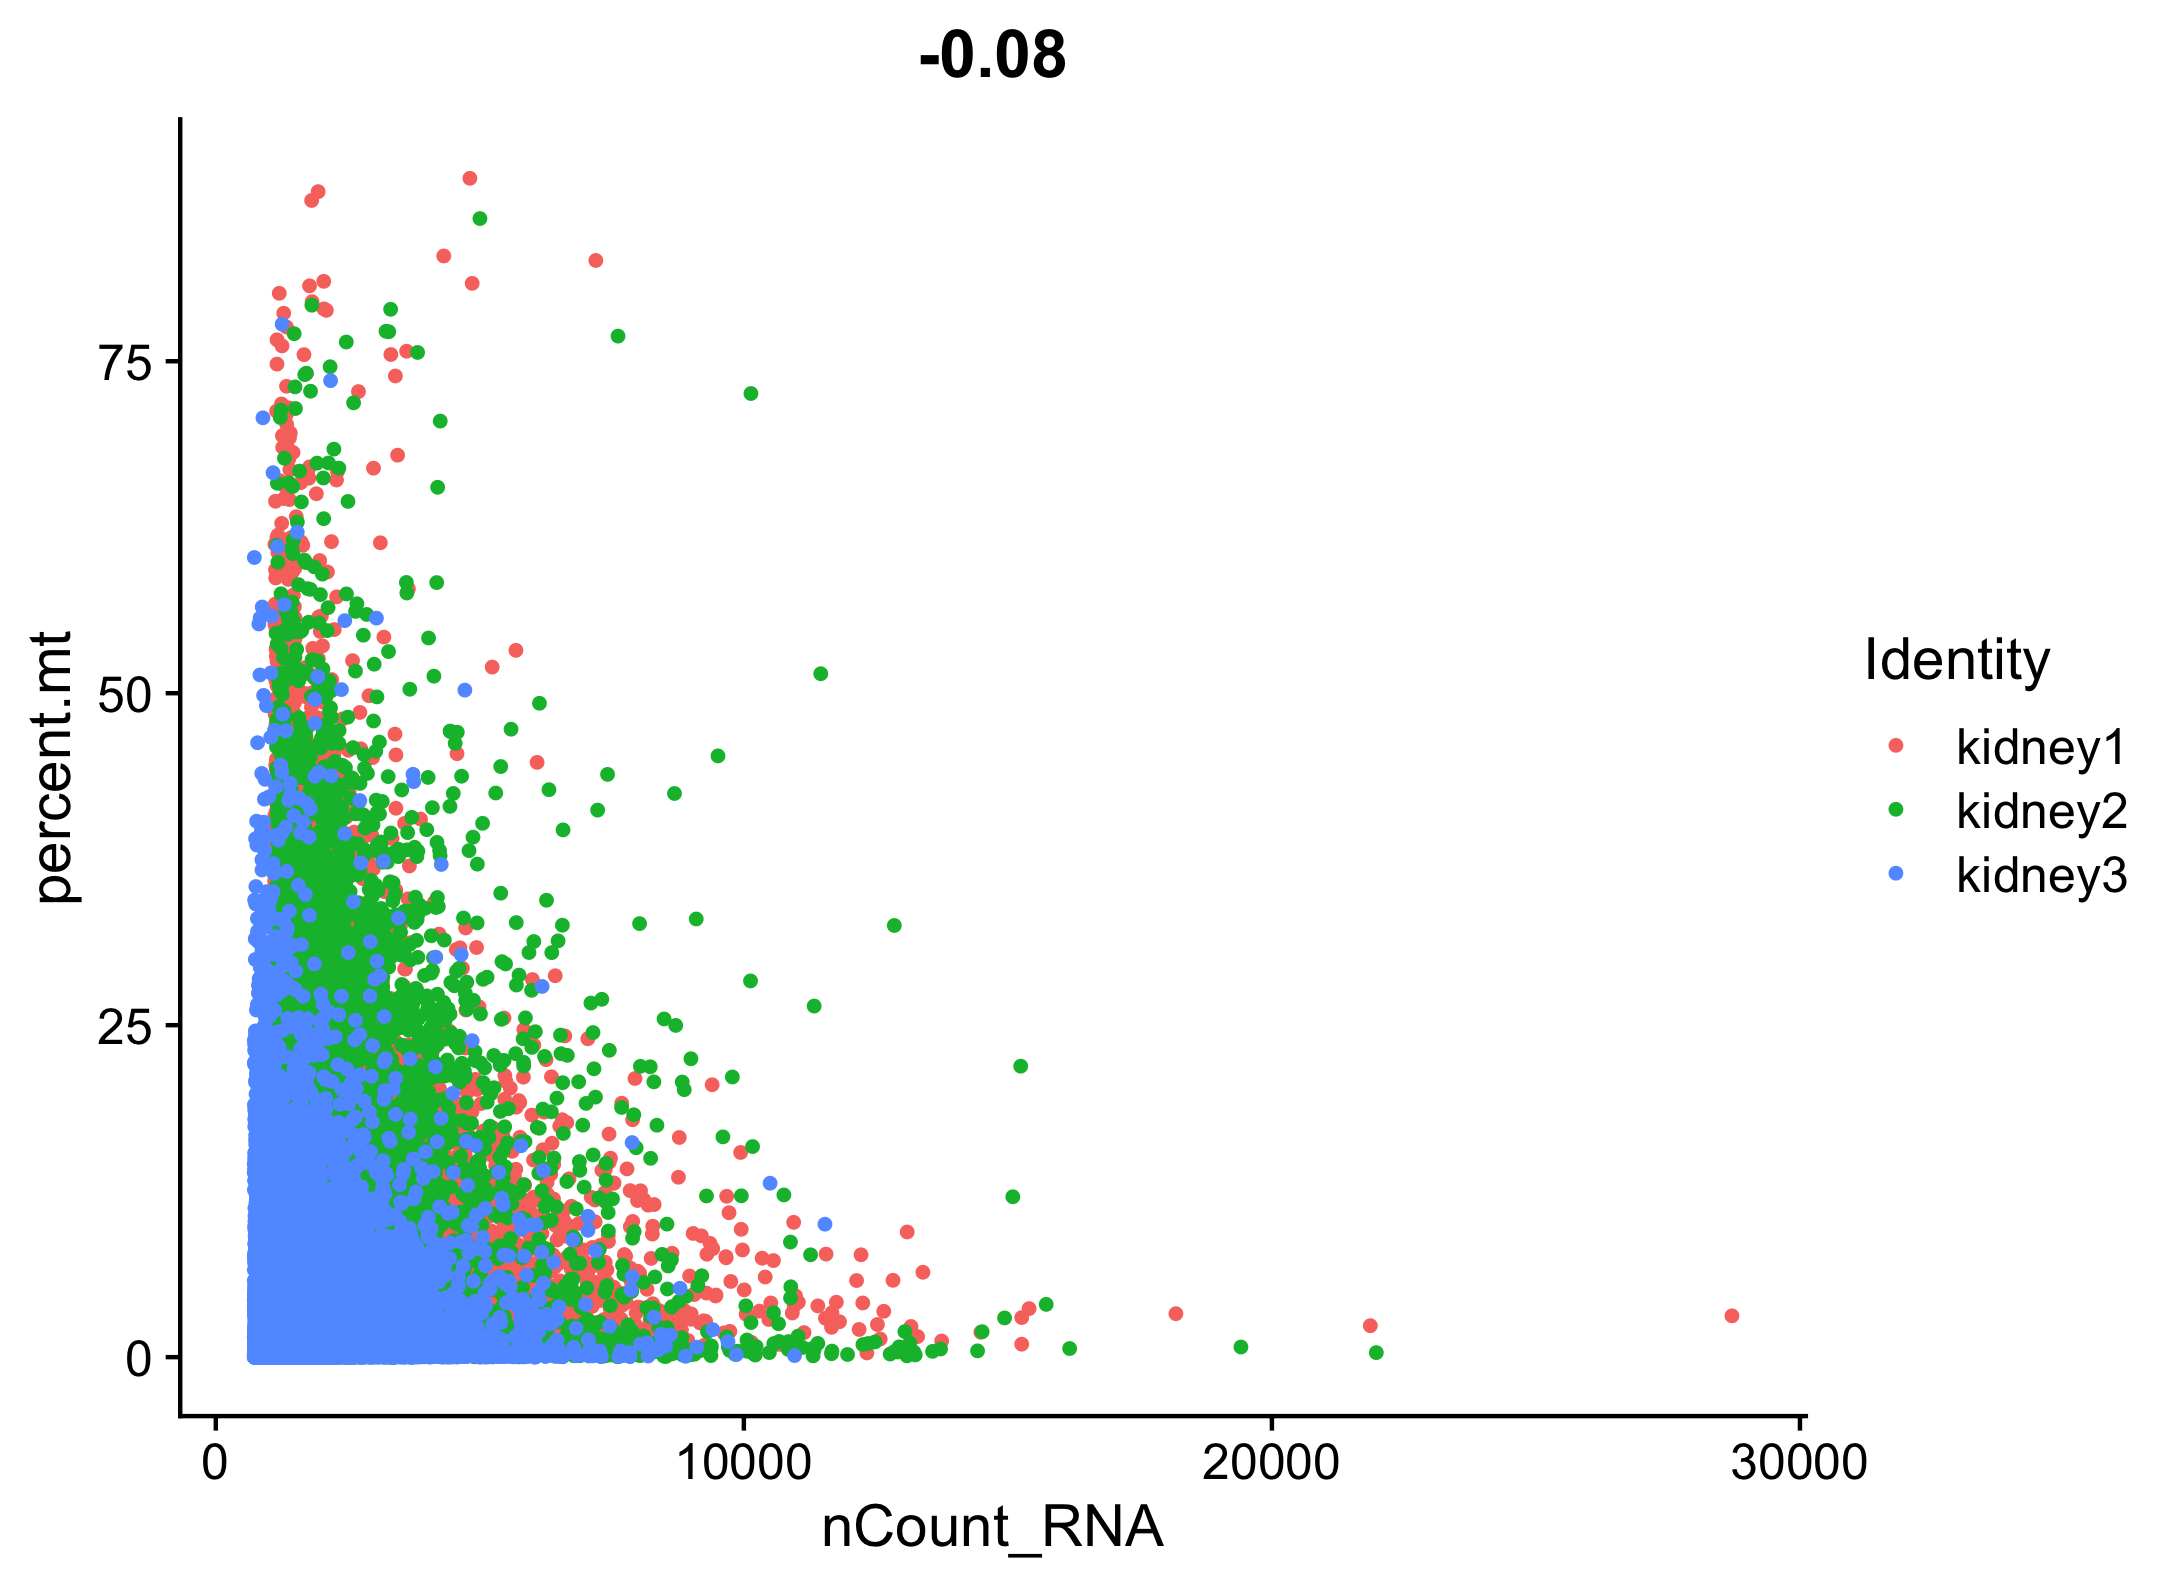 -0.08
percent.mt
75
50
25
0
0 10000 20000 30000
nCount_RNA
Identity
kidney1
kidney2
kidney3